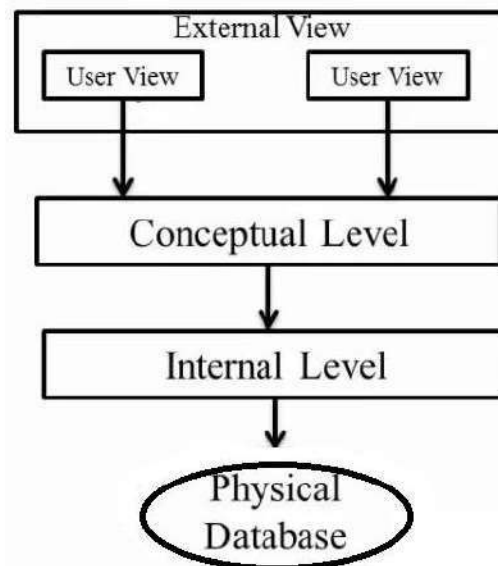 External View
User View
User View
Conceptual Level
Internal Level
Physical
Database